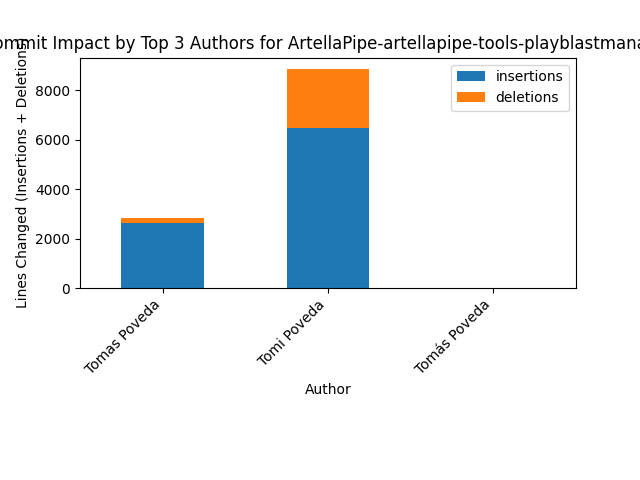 ommit Impact by Top 3 Authors for ArtellaPipe-artellapipe-tools-playblastmana
insertions
deletions
Lines Changed (Insertions + Deletions)
8000
6000
4000
2000
0
Tomas Poveda
Tomi Poveda
Tomás Poveda
Author